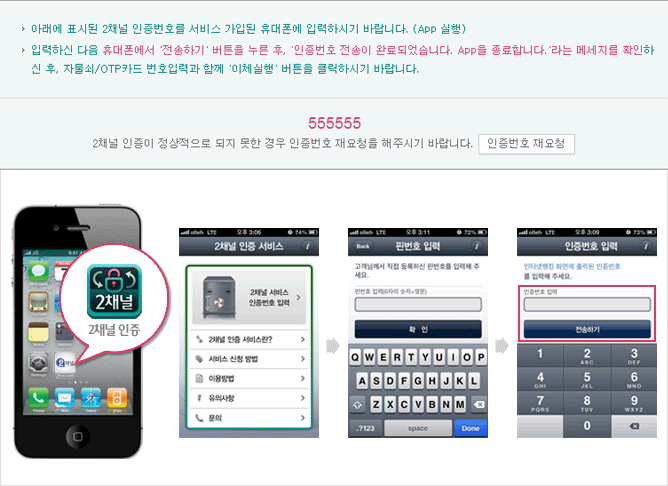 아래에 표시된 2채널 인증번호를 서비스 가입된 휴대폰에 입력하시기 바랍니다. (App 실행)
입력하신 다음 휴대폰에서 '전송하기' 버튼을 누른 후, '인증번호 전송이 완료되었습니다. App을 종료합니다.'라는 메세지를 확인하
신 후, 자물쇠/OTP카드 번호입력과 함께 '이체실행' 버튼을 클릭하시기 바랍니다.
555555
2채널 인증이 정상적으로 되지 못한 경우 인증번호 재요청을 해주시기 바랍니다.
인증번호 재요청
2채널
2채널 인증
Phone
Mail
Safari
olleh LTE 오후 3:06 74%
2채널 인증 서비스
2채널 서비스
인증번호 입력
2채널 인증 서비스란?
서비스 신청 방법
이용방법
유의사항
문의
olleh LTE 오후 3:11 72%
Back
핀번호 입력
고객님께서 직접 등록하신 핀번호를 입력해 주
세요.
핀번호 입력(6자리 숫자+영문)
확 인
Q W E R T Y U I O P
A S D F G H J K L
Z X C V B N M
.?123 space Done
olleh LTE 오후 3:09 73%
인증번호 입력
인터넷뱅킹 화면에 출력된 인증번호
를 입력해 주세요.
인증번호 입력
전송하기
1 2 3
ABC DEF
4 5 6
GHI JKL MNO
7 8 9
PQRS TUV WXYZ
0